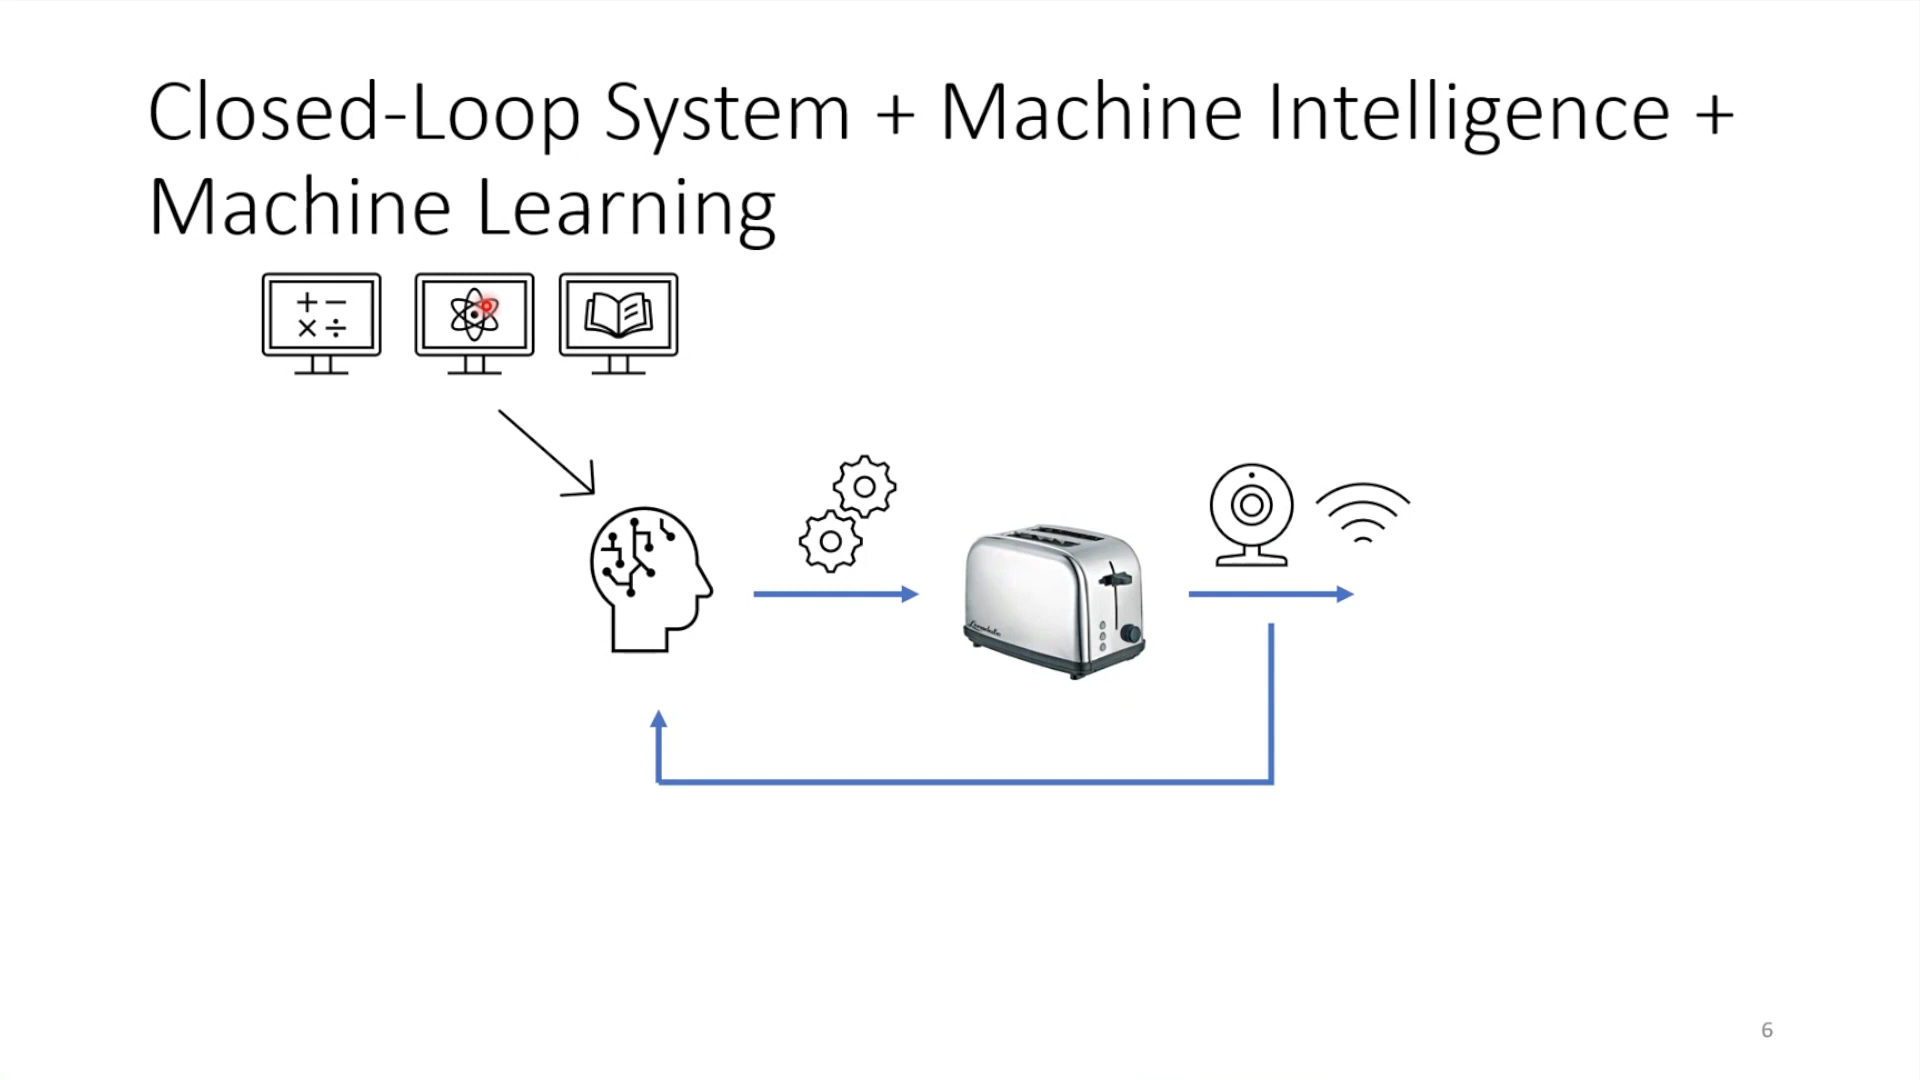 Closed-Loop System + Machine Intelligence +
Machine Learning
+ −
× ÷
6